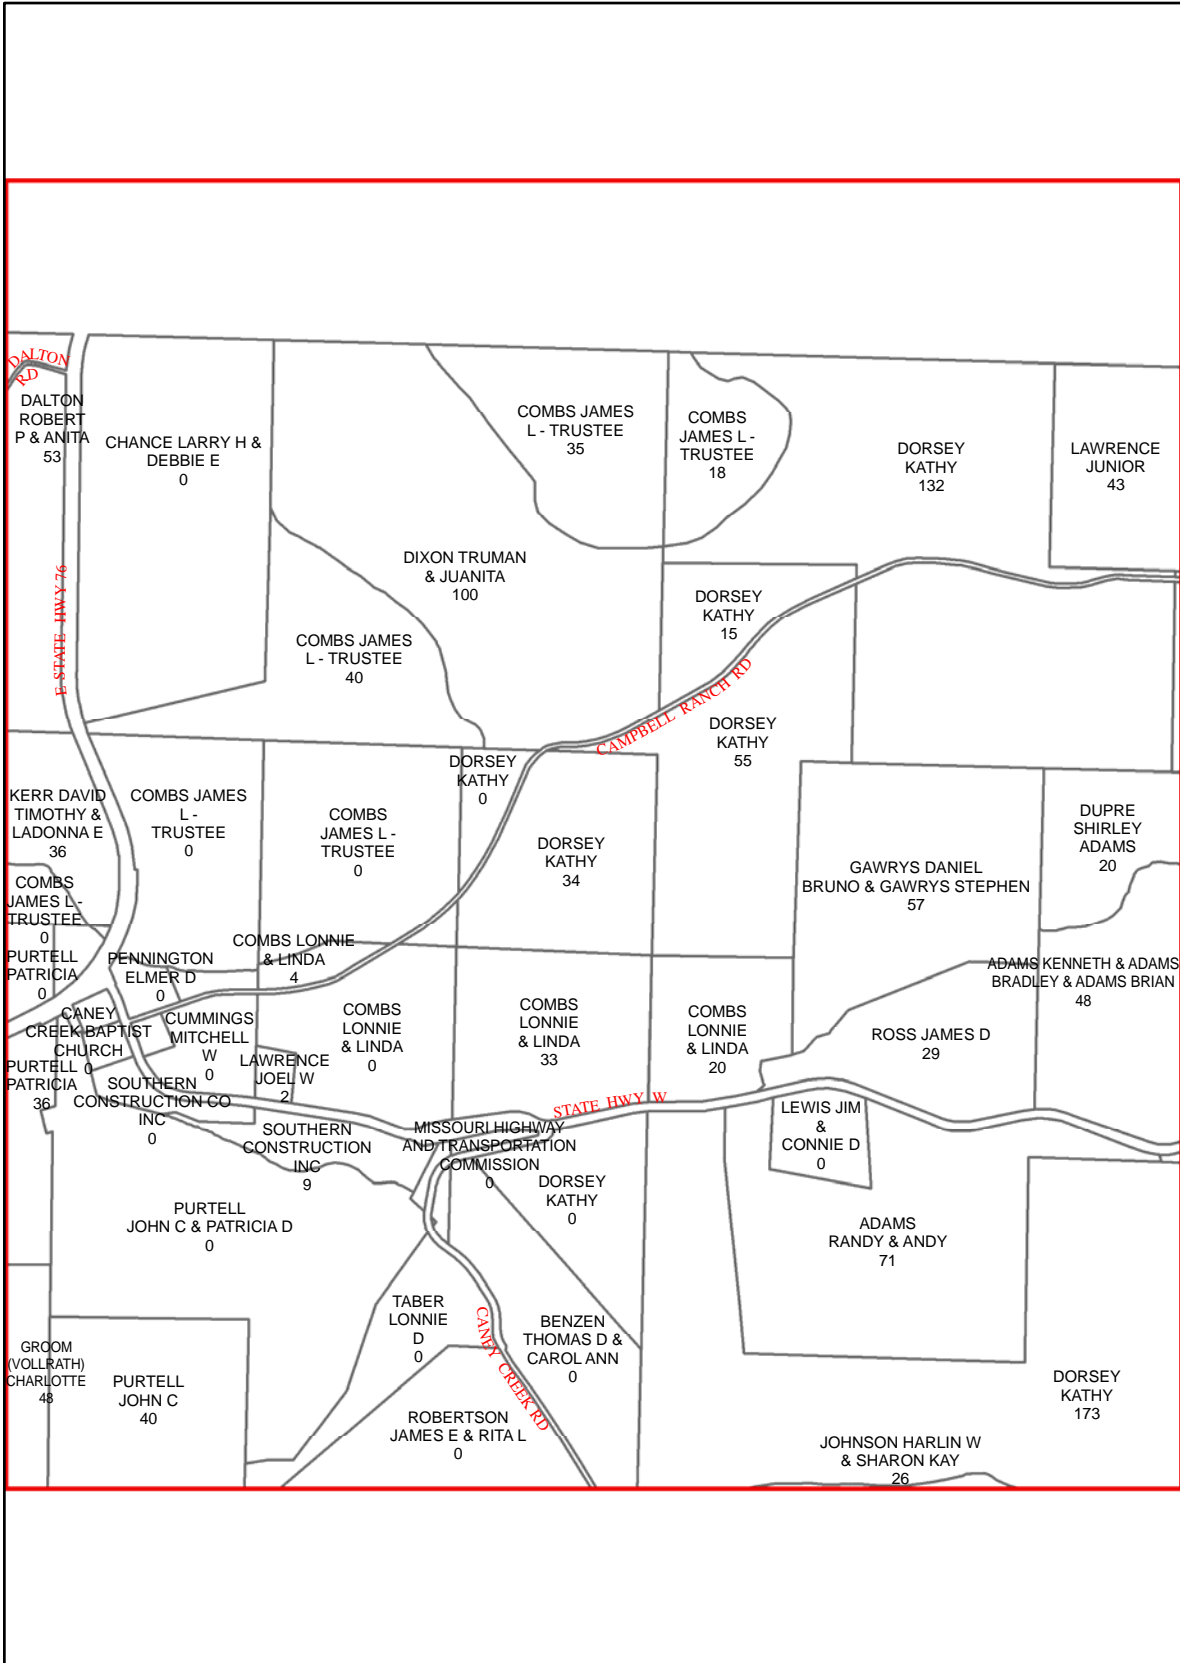 DALTON
RD
DALTON
ROBERT
P & ANITA
53
CHANCE LARRY H &
DEBBIE E
0
COMBS JAMES
L - TRUSTEE
35
COMBS
JAMES L -
TRUSTEE
18
DORSEY
KATHY
132
LAWRENCE
JUNIOR
43
DIXON TRUMAN
& JUANITA
100
E STATE HWY 76
DORSEY
KATHY
15
COMBS JAMES
L - TRUSTEE
40
CAMPBELL RANCH RD
DORSEY
KATHY
55
DORSEY
KATHY
0
KERR DAVID
TIMOTHY &
LADONNA E
36
COMBS JAMES
L -
TRUSTEE
0
COMBS
JAMES L -
TRUSTEE
0
DORSEY
KATHY
34
GAWRYS DANIEL
BRUNO & GAWRYS STEPHEN
57
DUPRE
SHIRLEY
ADAMS
20
COMBS
JAMES L -
TRUSTEE
0
PURTELL
PATRICIA
0
PENNINGTON
ELMER D
0
COMBS LONNIE
& LINDA
4
ADAMS KENNETH & ADAMS
BRADLEY & ADAMS BRIAN
48
CANEY
CREEK BAPTIST
CHURCH
0
CUMMINGS
MITCHELL
W
0
COMBS
LONNIE
& LINDA
0
COMBS
LONNIE
& LINDA
33
COMBS
LONNIE
& LINDA
20
ROSS JAMES D
29
PURTELL
PATRICIA
36
LAWRENCE
JOEL W
2
SOUTHERN
CONSTRUCTION CO
INC
0
STATE HWY W
LEWIS JIM
&
CONNIE D
0
SOUTHERN
CONSTRUCTION
INC
9
MISSOURI HIGHWAY
AND TRANSPORTATION
COMMISSION
0
DORSEY
KATHY
0
PURTELL
JOHN C & PATRICIA D
0
ADAMS
RANDY & ANDY
71
TABER
LONNIE
D
0
CANEY CREEK RD
BENZEN
THOMAS D &
CAROL ANN
0
GROOM
(VOLLRATH)
CHARLOTTE
48
PURTELL
JOHN C
40
DORSEY
KATHY
173
ROBERTSON
JAMES E & RITA L
0
JOHNSON HARLIN W
& SHARON KAY
26